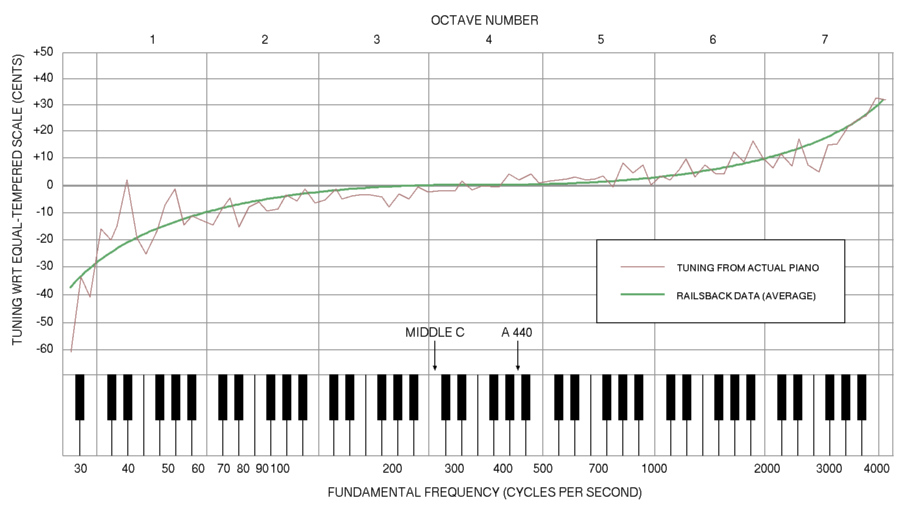 OCTAVE NUMBER
1 2 3 4 5 6 7
TUNING WRT EQUAL-TEMPERED SCALE (CENTS)
+50
+40
+30
+20
+10
0
-10
-20
-30
-40
-50
-60
TUNING FROM ACTUAL PIANO
RAILSBACK DATA (AVERAGE)
MIDDLE C A 440
30 40 50 60 70 80 90 100 200 300 400 500 700 1000 2000 3000 4000
FUNDAMENTAL FREQUENCY (CYCLES PER SECOND)